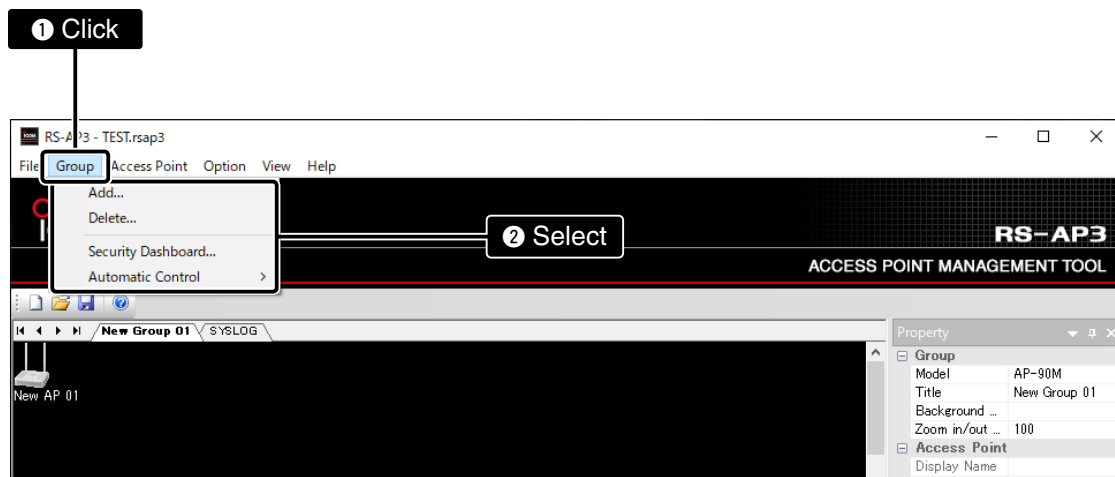 ❶ Click
RS-AP3 - TEST.rsap3
File Group Access Point Option View Help
Add...
Delete...
Security Dashboard...
Automatic Control
❷ Select
RS-AP3
ACCESS POINT MANAGEMENT TOOL
New Group 01 SYSLOG
New AP 01
Property
Group
Model AP-90M
Title New Group 01
Background ...
Zoom in/out ... 100
Access Point
Display Name